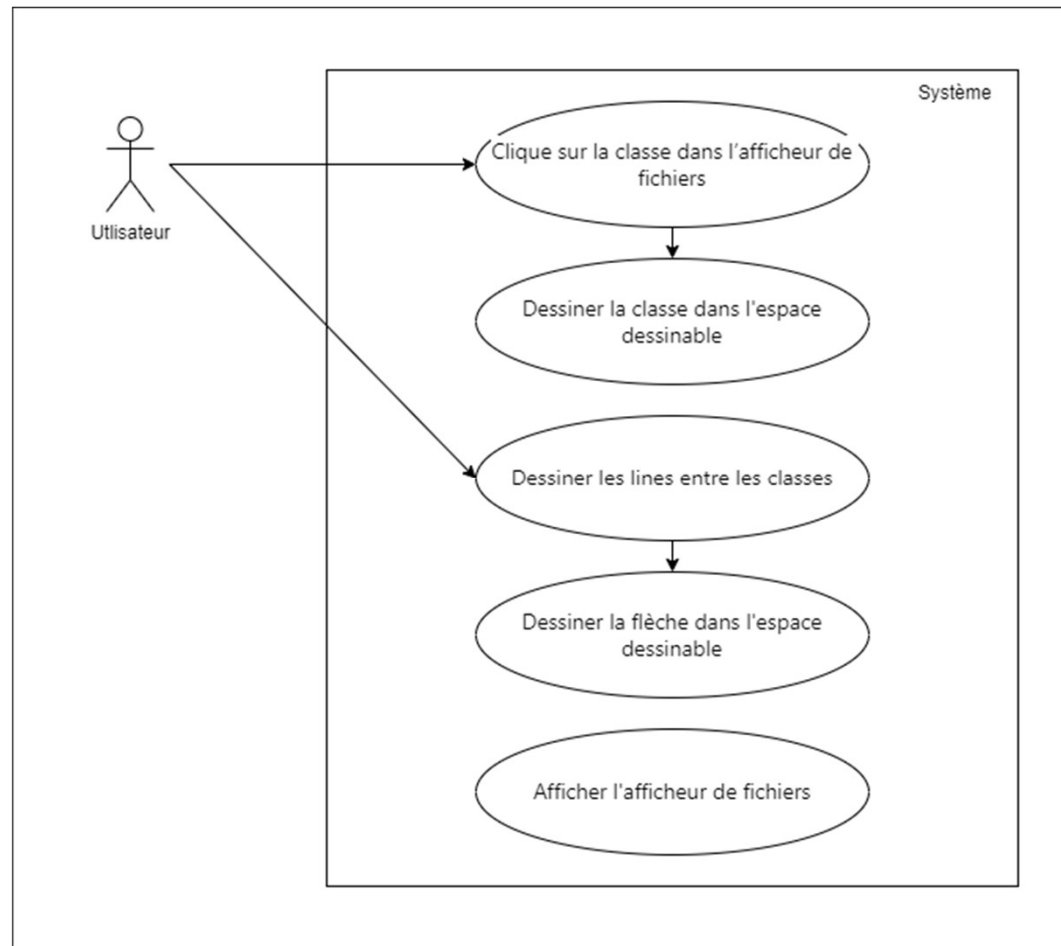 Système
Clique sur la classe dans l’afficheur de
fichiers
Utlisateur
Dessiner la classe dans l'espace
dessinable
Dessiner les lines entre les classes
Dessiner la flèche dans l'espace
dessinable
Afficher l'afficheur de fichiers